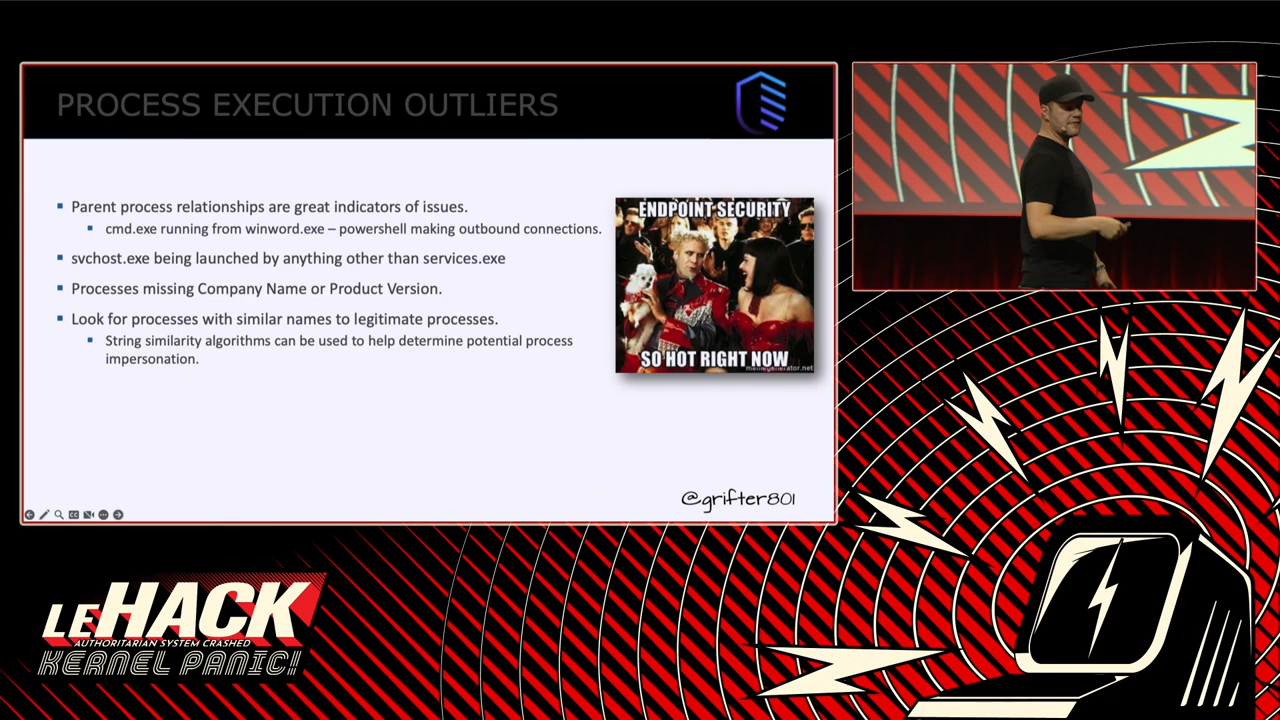 PROCESS EXECUTION OUTLIERS
Parent process relationships are great indicators of issues.
cmd.exe running from winword.exe – powershell making outbound connections.
svchost.exe being launched by anything other than services.exe
Processes missing Company Name or Product Version.
Look for processes with similar names to legitimate processes.
String similarity algorithms can be used to help determine potential process
impersonation.
ENDPOINT SECURITY
SO HOT RIGHT NOW
memegenerator.net
@grifter801
LEHACK
AUTHORITARIAN SYSTEM CRASHED
KERNEL PANIC!